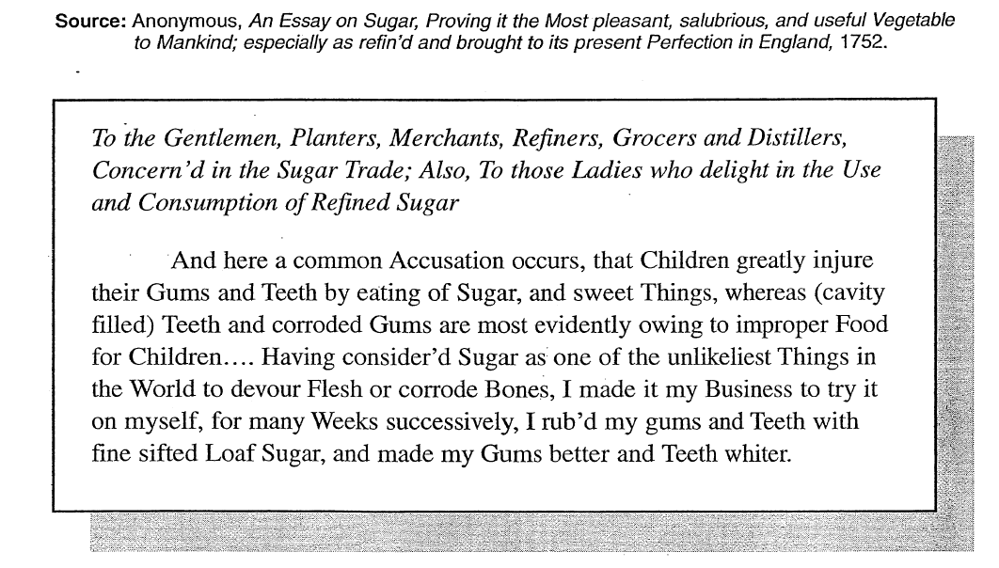 Source: Anonymous, An Essay on Sugar, Proving it the Most pleasant, salubrious, and useful Vegetable
to Mankind; especially as refin'd and brought to its present Perfection in England, 1752.
To the Gentlemen, Planters, Merchants, Refiners, Grocers and Distillers,
Concern'd in the Sugar Trade; Also, To those Ladies who delight in the Use
and Consumption of Refined Sugar
And here a common Accusation occurs, that Children greatly injure
their Gums and Teeth by eating of Sugar, and sweet Things, whereas (cavity
filled) Teeth and corroded Gums are most evidently owing to improper Food
for Children.... Having consider'd Sugar as one of the unlikeliest Things in
the World to devour Flesh or corrode Bones, I made it my Business to try it
on myself, for many Weeks successively, I rub'd my gums and Teeth with
fine sifted Loaf Sugar, and made my Gums better and Teeth whiter.